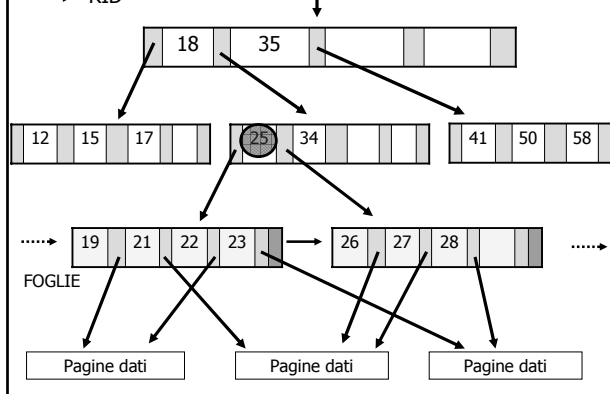 RID
18 35
12 15 17 25 34 41 50 58
19 21 22 23 26 27 28
FOGLIE
Pagine dati Pagine dati Pagine dati